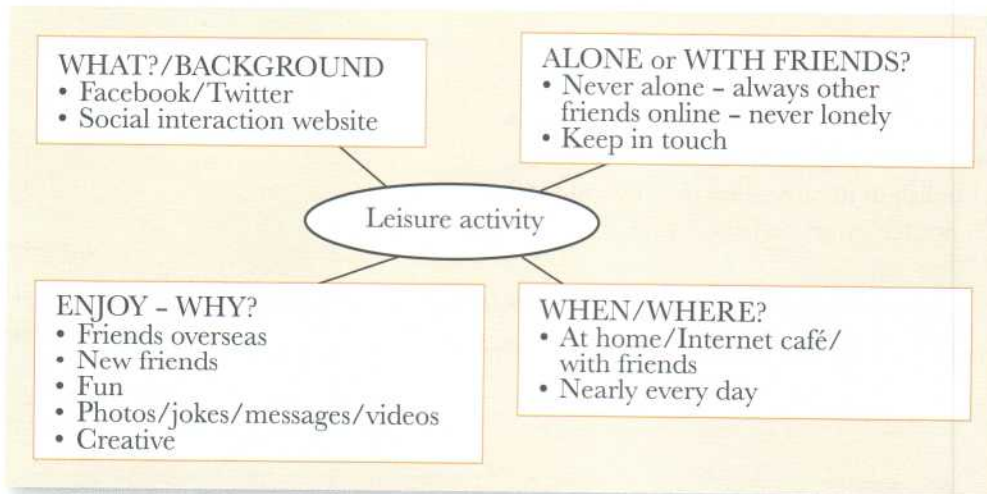 WHAT?/BACKGROUND
• Facebook/Twitter
• Social interaction website
ALONE or WITH FRIENDS?
• Never alone – always other
friends online – never lonely
• Keep in touch
Leisure activity
ENJOY – WHY?
• Friends overseas
• New friends
• Fun
• Photos/jokes/messages/videos
• Creative
WHEN/WHERE?
• At home/Internet café/
with friends
• Nearly every day